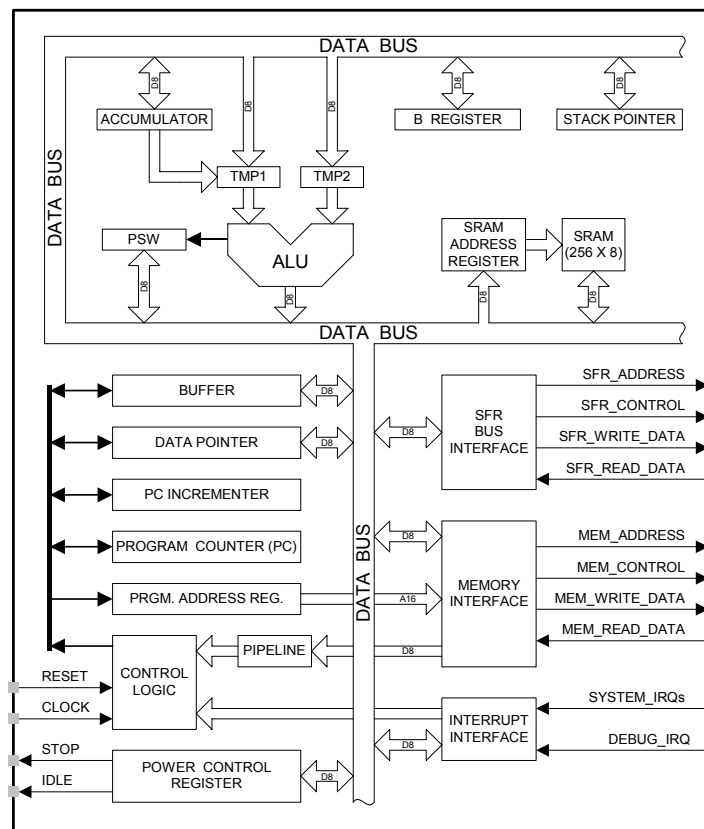 DATA BUS
D8
D8
D8
D8
D8
ACCUMULATOR
B REGISTER
STACK POINTER
DATA BUS
TMP1
TMP2
PSW
ALU
SRAM
ADDRESS
REGISTER
SRAM
(256 X 8)
D8
D8
D8
D8
DATA BUS
BUFFER
D8
DATA POINTER
D8
PC INCREMENTER
PROGRAM COUNTER (PC)
PRGM. ADDRESS REG.
A16
DATA BUS
D8
SFR
BUS
INTERFACE
SFR_ADDRESS
SFR_CONTROL
SFR_WRITE_DATA
SFR_READ_DATA
D8
MEMORY
INTERFACE
MEM_ADDRESS
MEM_CONTROL
MEM_WRITE_DATA
MEM_READ_DATA
PIPELINE
D8
RESET
CLOCK
CONTROL
LOGIC
INTERRUPT
INTERFACE
SYSTEM_IRQs
DEBUG_IRQ
D8
STOP
IDLE
POWER CONTROL
REGISTER
D8